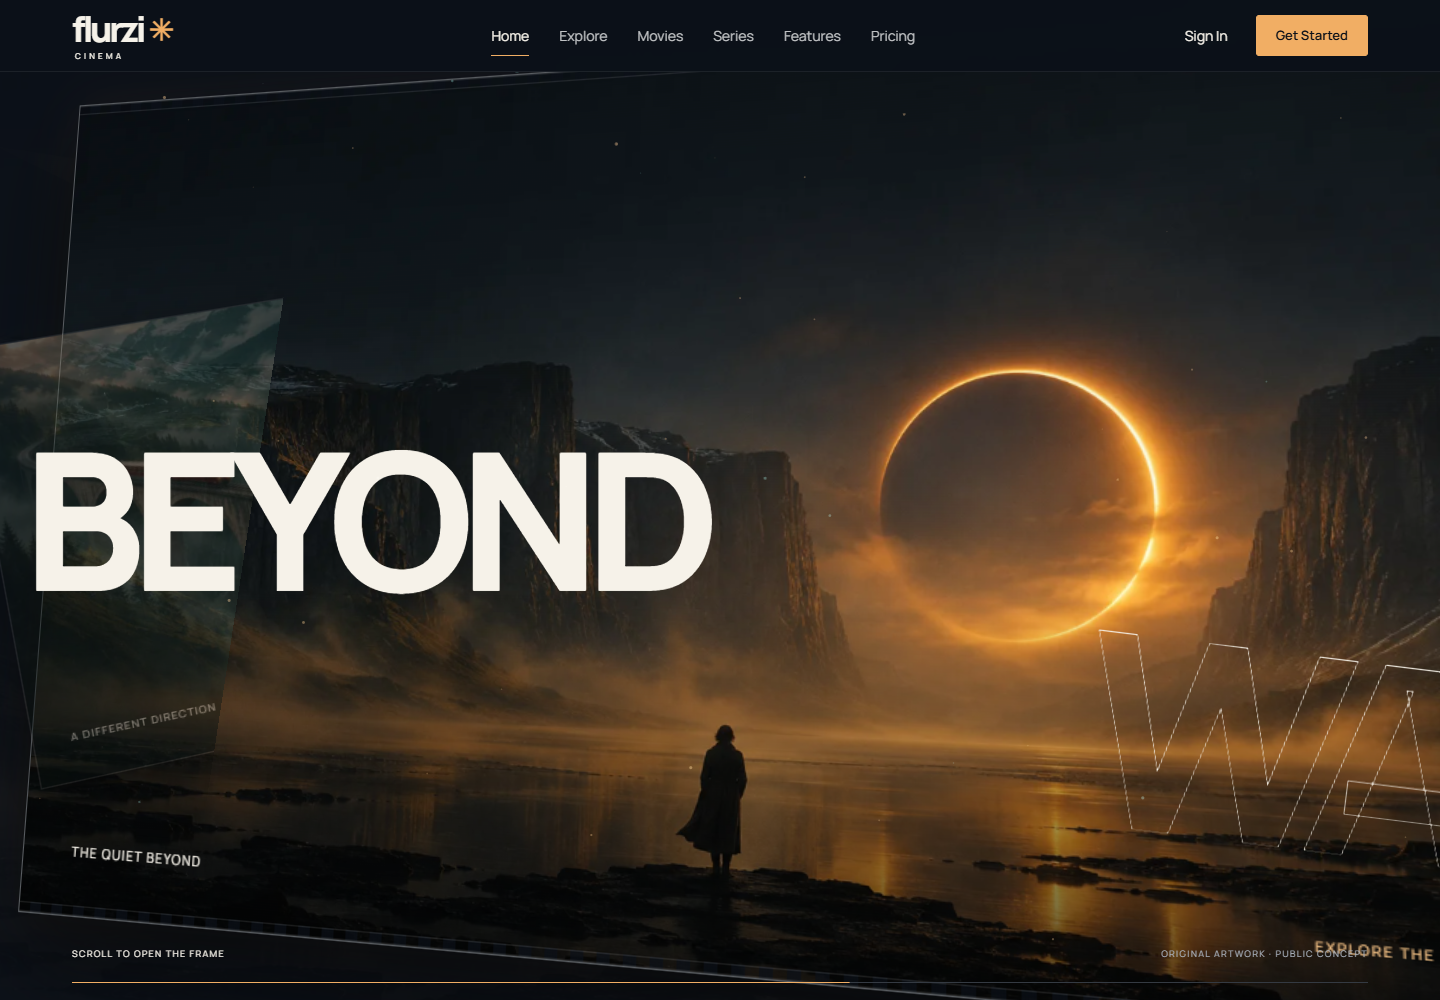 flurzi
CINEMA
Home Explore Movies Series Features Pricing
Sign In
Get Started
BEYOND
WA
A DIFFERENT DIRECTION
THE QUIET BEYOND
SCROLL TO OPEN THE FRAME
ORIGINAL ARTWORK · PUBLIC CONCEPT
EXPLORE THE